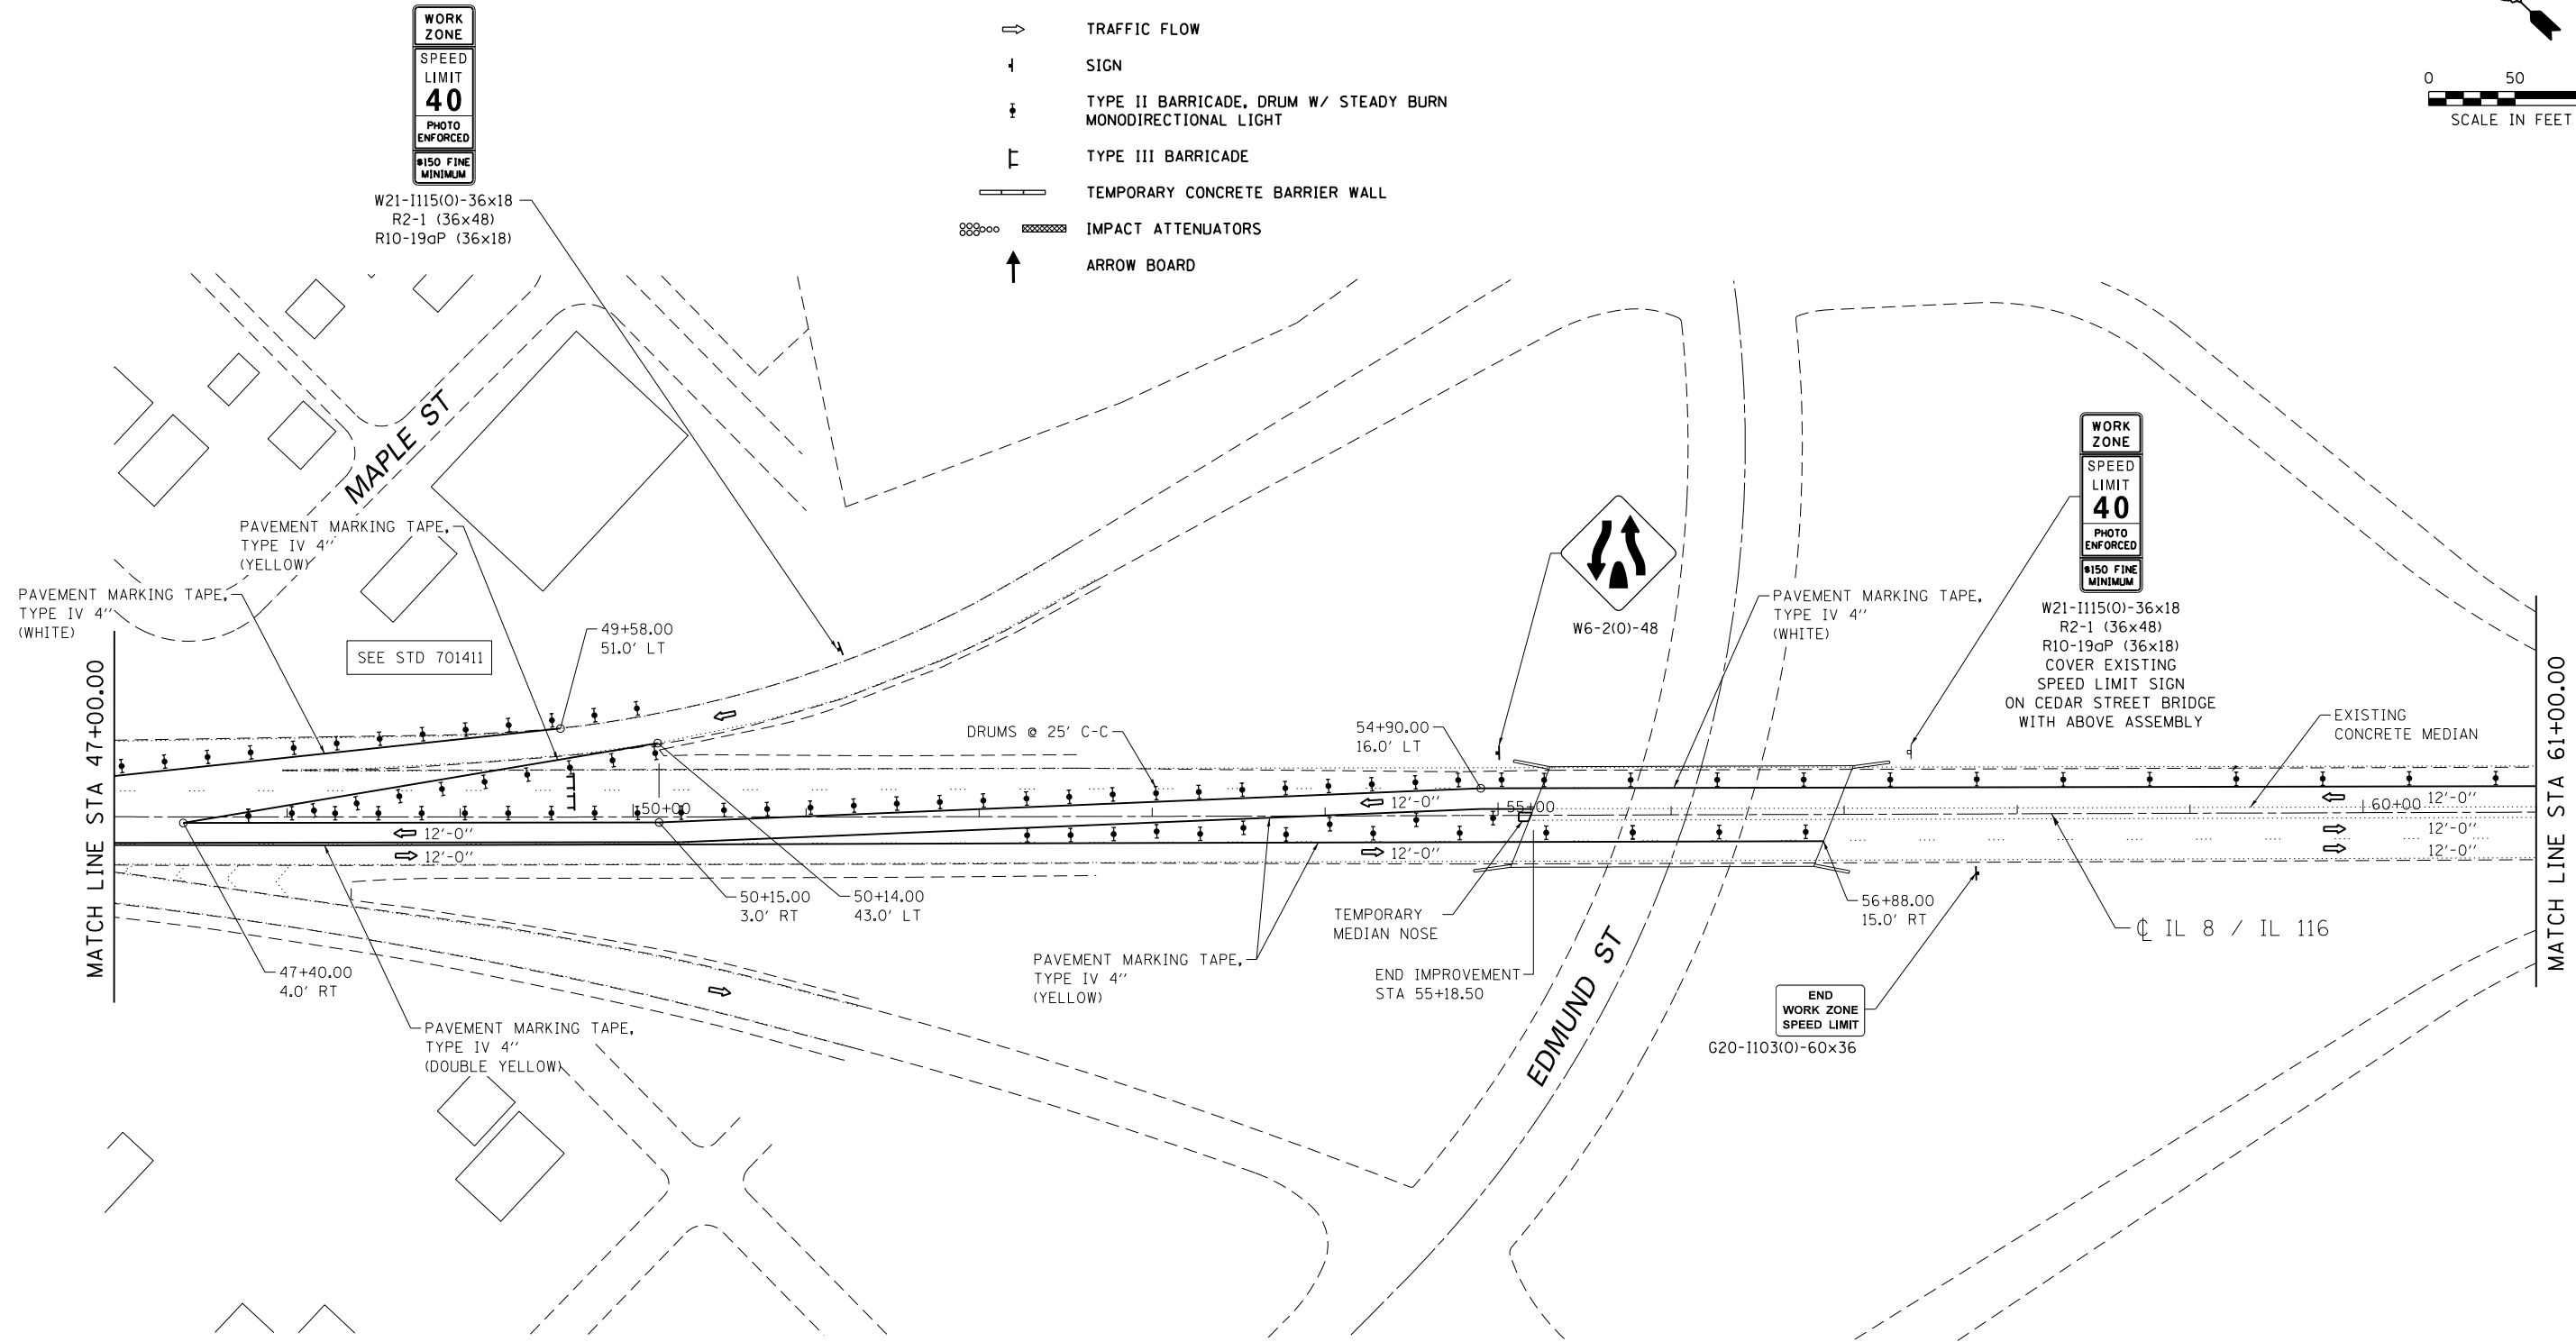 WORK
ZONE
SPEED
LIMIT
40
PHOTO
ENFORCED
$150 FINE
MINIMUM
W21-I115(O)-36x18
R2-1 (36x48)
R10-19aP (36x18)
TRAFFIC FLOW
SIGN
TYPE II BARRICADE, DRUM W/ STEADY BURN
MONODIRECTIONAL LIGHT
TYPE III BARRICADE
TEMPORARY CONCRETE BARRIER WALL
IMPACT ATTENUATORS
ARROW BOARD
0 50
SCALE IN FEET
MAPLE ST
PAVEMENT MARKING TAPE,
TYPE IV 4''
(YELLOW)
PAVEMENT MARKING TAPE,
TYPE IV 4''
(WHITE)
SEE STD 701411
49+58.00
51.0' LT
MATCH LINE STA 47+00.00
DRUMS @ 25' C-C
54+90.00
16.0' LT
W6-2(O)-48
PAVEMENT MARKING TAPE,
TYPE IV 4''
(WHITE)
WORK
ZONE
SPEED
LIMIT
40
PHOTO
ENFORCED
$150 FINE
MINIMUM
W21-I115(O)-36x18
R2-1 (36x48)
R10-19aP (36x18)
COVER EXISTING
SPEED LIMIT SIGN
ON CEDAR STREET BRIDGE
WITH ABOVE ASSEMBLY
EXISTING
CONCRETE MEDIAN
MATCH LINE STA 61+00.00
50+00
12'-0''
55+00
60+00
12'-0''
12'-0''
12'-0''
12'-0''
12'-0''
12'-0''
47+40.00
4.0' RT
50+15.00
3.0' RT
50+14.00
43.0' LT
PAVEMENT MARKING TAPE,
TYPE IV 4''
(DOUBLE YELLOW)
PAVEMENT MARKING TAPE,
TYPE IV 4''
(YELLOW)
TEMPORARY
MEDIAN NOSE
END IMPROVEMENT
STA 55+18.50
EDMUND ST
56+88.00
15.0' RT
℄ IL 8 / IL 116
END
WORK ZONE
SPEED LIMIT
G20-I103(O)-60x36